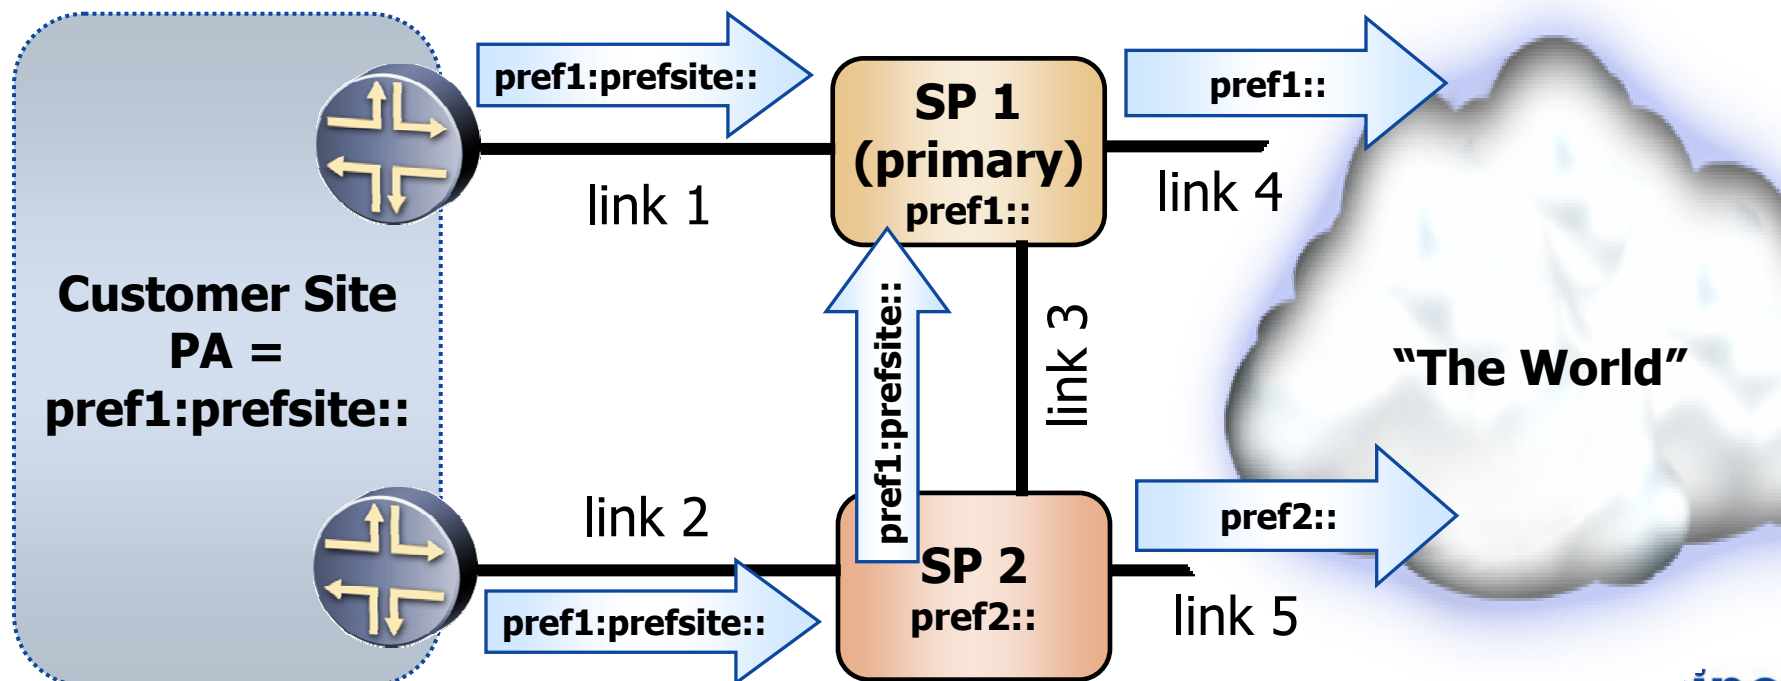 pref1:prefsite::
SP 1
(primary)
pref1::
pref1::
link 1
link 4
Customer Site
PA =
pref1:prefsite::
pref1:prefsite::
link 3
"The World"
link 2
SP 2
pref2::
pref2::
pref1:prefsite::
link 5